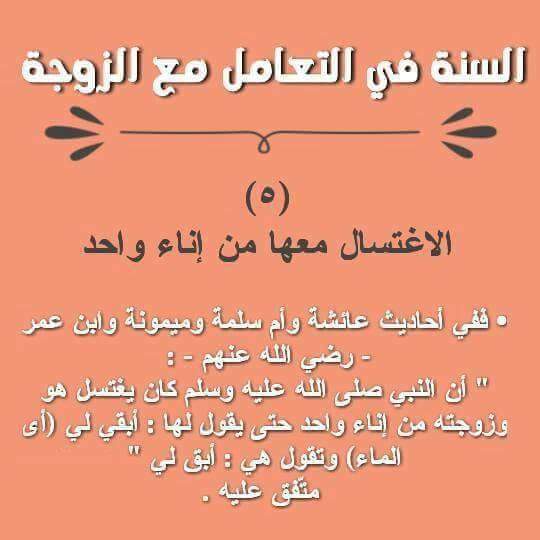 السنة في التعامل مع الزوجة
(٥)
الاغتسال معها من إناء واحد
• ففي أحاديث عائشة وأم سلمة وميمونة وابن عمر
- رضي الله عنهم - :
" أن النبي صلى الله عليه وسلم كان يغتسل هو
وزوجته من إناء واحد حتى يقول لها : أبقي لي (أى
الماء) وتقول هي : أبق لي "
متّفق عليه .